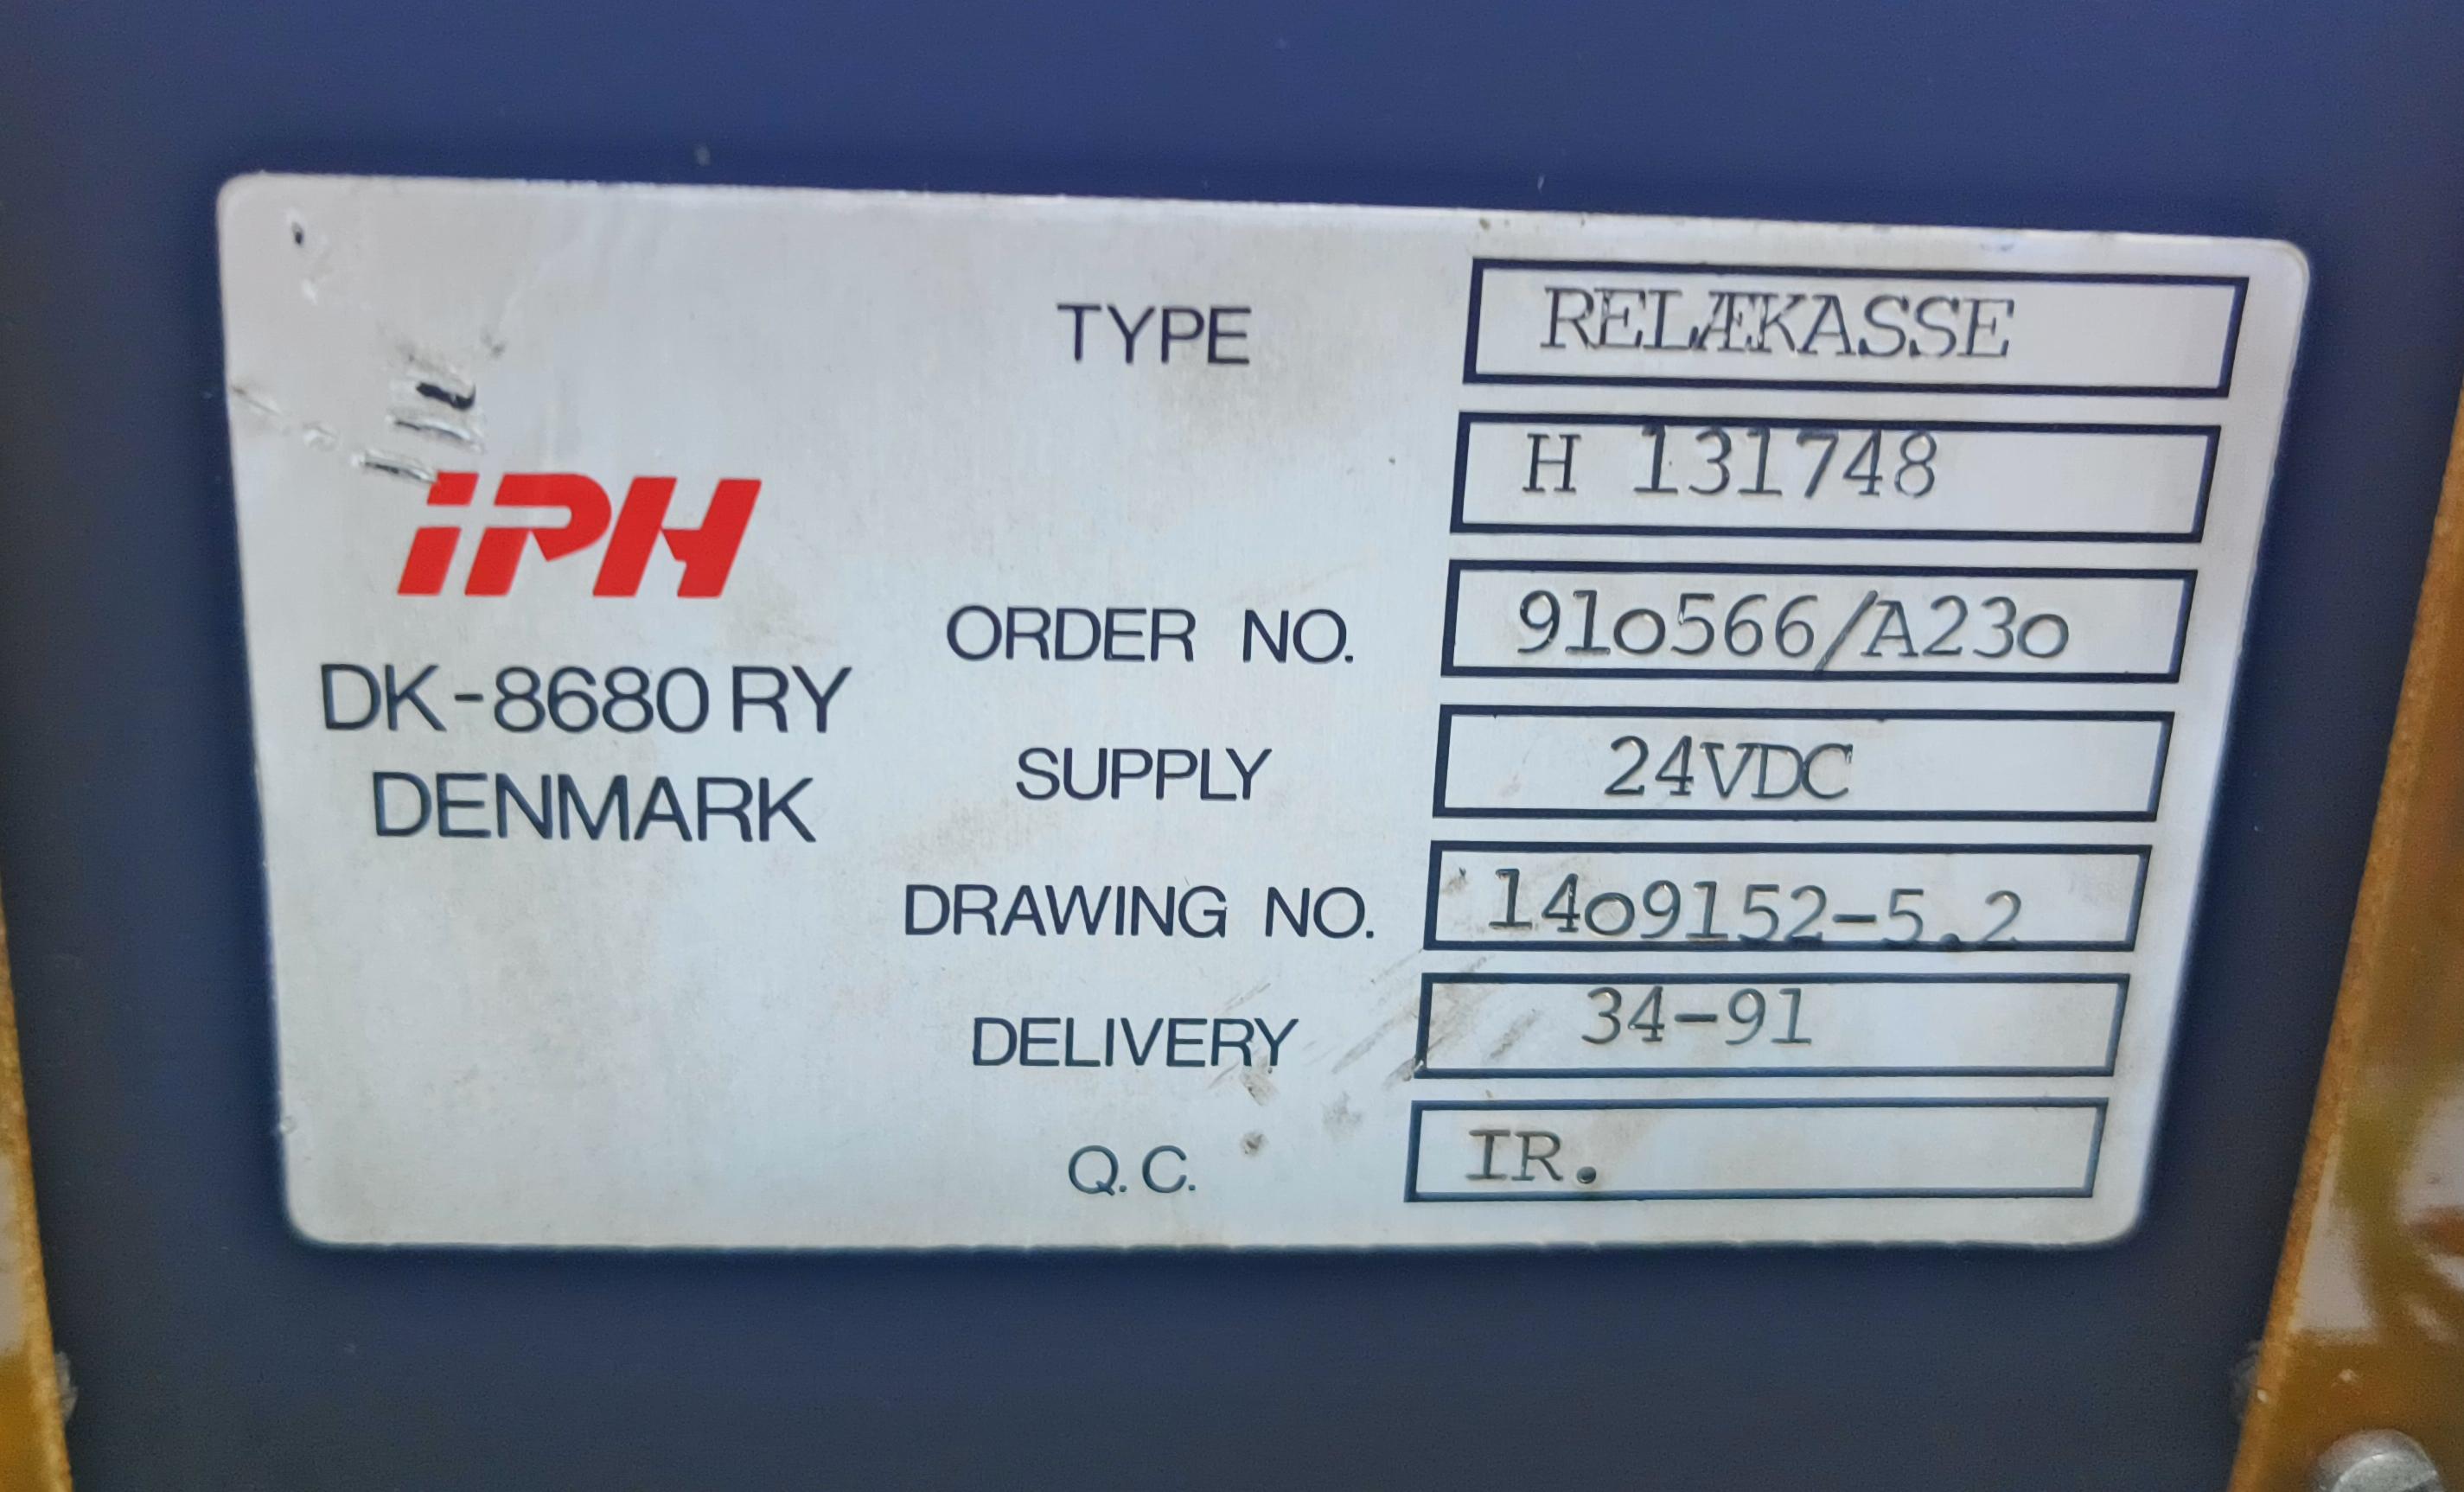 TYPE RELÆKASSE
H 131748
iPH
ORDER NO. 91o566/A23o
DK-8680 RY
SUPPLY 24VDC
DENMARK
DRAWING NO. 14o9152-5.2
DELIVERY 34-91
Q.C. IR.